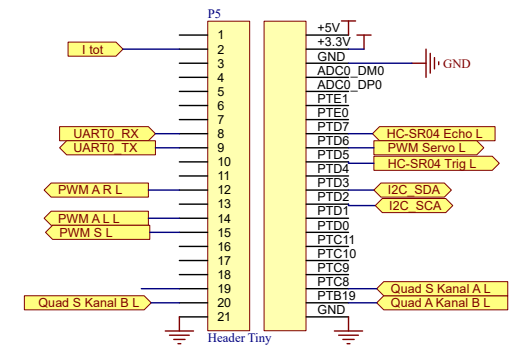 P5
1
+5V
I tot
2
+3.3V
3
GND
GND
4
ADC0_DM0
5
ADC0_DP0
6
PTE1
7
PTE0
UART0_RX
8
PTD7
HC-SR04 Echo L
UART0_TX
9
PTD6
PWM Servo L
10
PTD5
HC-SR04 Trig L
11
PTD4
PWM A R L
12
PTD3
I2C_SDA
13
PTD2
I2C_SCA
PWM A L L
14
PTD1
PWM S L
15
PTD0
16
PTC11
17
PTC10
18
PTC9
19
PTC8
Quad S Kanal A L
Quad S Kanal B L
20
PTB19
Quad A Kanal B L
21
GND
Header Tiny